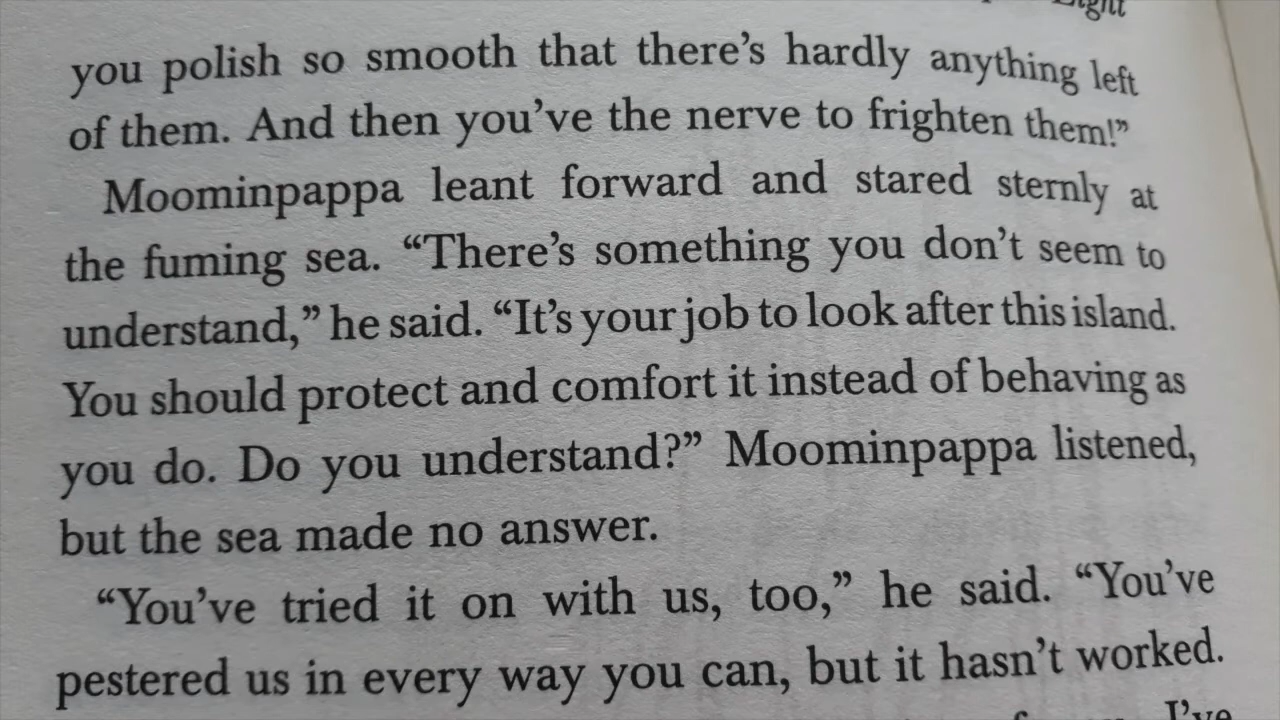 you polish so smooth that there’s hardly anything left
of them. And then you’ve the nerve to frighten them!”
Moominpappa leant forward and stared sternly at
the fuming sea. “There’s something you don’t seem to
understand,” he said. “It’s your job to look after this island.
You should protect and comfort it instead of behaving as
you do. Do you understand?” Moominpappa listened,
but the sea made no answer.
“You’ve tried it on with us, too,” he said. “You’ve
pestered us in every way you can, but it hasn’t worked.
I’ve